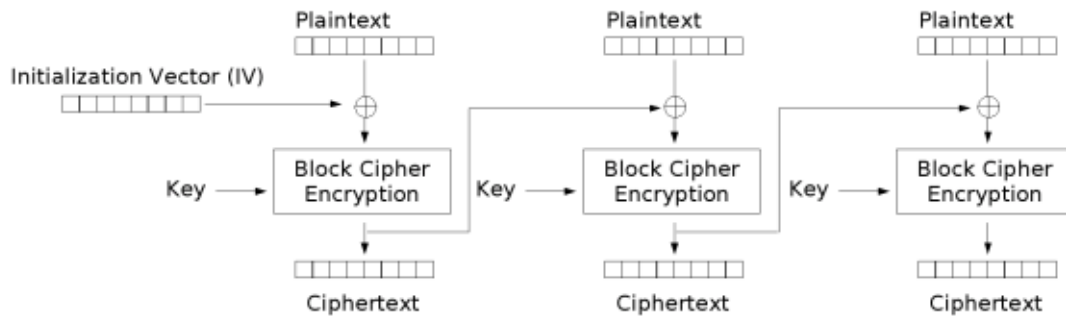 Plaintext
Plaintext
Plaintext
Initialization Vector (IV)
Key
Block Cipher
Encryption
Key
Block Cipher
Encryption
Key
Block Cipher
Encryption
Ciphertext
Ciphertext
Ciphertext